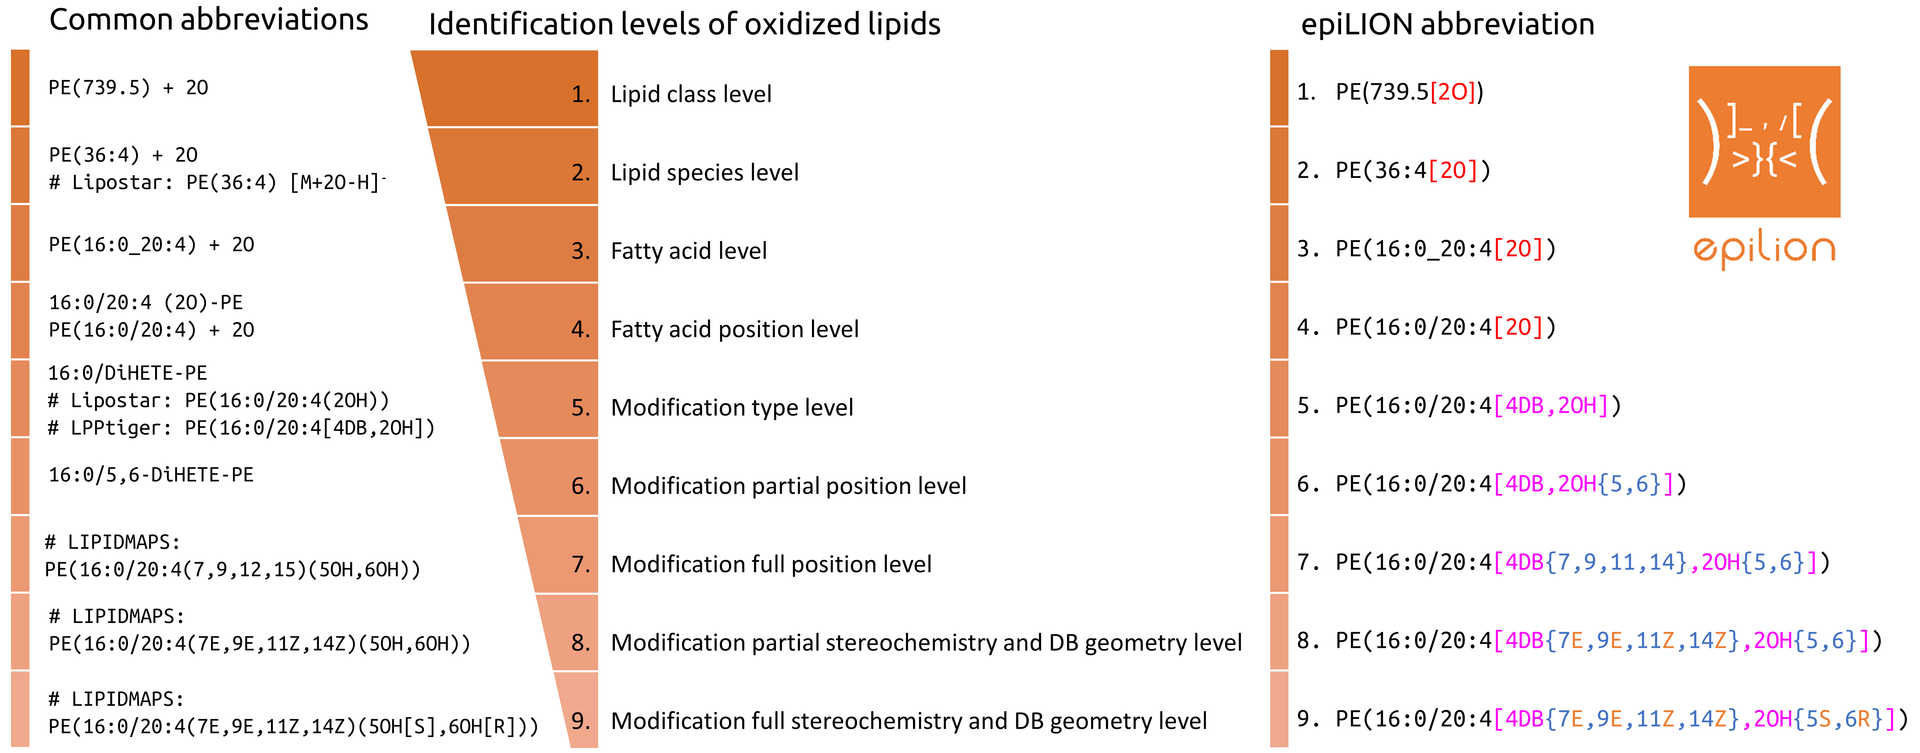 Common abbreviations
PE(739.5) + 2O
PE(36:4) + 2O
# Lipostar: PE(36:4) [M+2O-H]-
PE(16:0_20:4) + 2O
16:0/20:4 (2O)-PE
PE(16:0/20:4) + 2O
16:0/DiHETE-PE
# Lipostar: PE(16:0/20:4(2OH))
# LPPtiger: PE(16:0/20:4[4DB,2OH])
16:0/5,6-DiHETE-PE
# LIPIDMAPS:
PE(16:0/20:4(7,9,12,15)(5OH,6OH))
# LIPIDMAPS:
PE(16:0/20:4(7E,9E,11Z,14Z)(5OH,6OH))
# LIPIDMAPS:
PE(16:0/20:4(7E,9E,11Z,14Z)(5OH[S],6OH[R]))
Identification levels of oxidized lipids
1. Lipid class level
2. Lipid species level
3. Fatty acid level
4. Fatty acid position level
5. Modification type level
6. Modification partial position level
7. Modification full position level
8. Modification partial stereochemistry and DB geometry level
9. Modification full stereochemistry and DB geometry level
epiLION abbreviation
1. PE(739.5[2O])
2. PE(36:4[2O])
3. PE(16:0_20:4[2O])
4. PE(16:0/20:4[2O])
5. PE(16:0/20:4[4DB,2OH])
6. PE(16:0/20:4[4DB,2OH{5,6}])
7. PE(16:0/20:4[4DB{7,9,11,14},2OH{5,6}])
8. PE(16:0/20:4[4DB{7E,9E,11Z,14Z},2OH{5,6}])
9. PE(16:0/20:4[4DB{7E,9E,11Z,14Z},2OH{5S,6R}])
)]_,/[(
>}{<
epilion